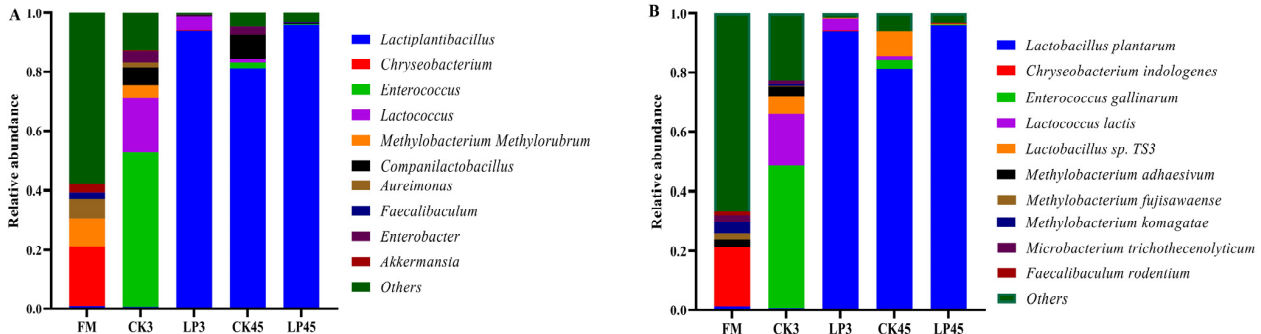 A
Relative abundance
1.0
0.8
0.6
0.4
0.2
0.0
FM CK3 LP3 CK45 LP45
Lactiplantibacillus
Chryseobacterium
Enterococcus
Lactococcus
Methylobacterium Methylorubrum
Companilactobacillus
Aureimonas
Faecalibaculum
Enterobacter
Akkermansia
Others
B
Relative abundance
1.0
0.8
0.6
0.4
0.2
0.0
FM CK3 LP3 CK45 LP45
Lactobacillus plantarum
Chryseobacterium indologenes
Enterococcus gallinarum
Lactococcus lactis
Lactobacillus sp. TS3
Methylobacterium adhaesivum
Methylobacterium fujisawaense
Methylobacterium komagatae
Microbacterium trichothecenolyticum
Faecalibaculum rodentium
Others